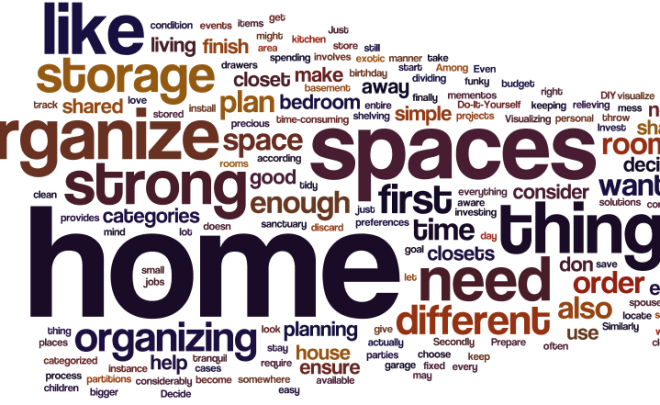 like
condition events items get
Just
might
living finish area kitchen store still
spending involves exotic manner take
storage
drawers
closet make birthday start Among Even
basement away dividing funky budget
right
track shared love
stored install plan bedroom entire finally mementos Do-It-Yourself keeping relieving DIY visualize
mess
precious time-consuming shelving simple projects Visualizing personal throw
Invest
rganize space spaces room
according
rooms
strong good tidy
clean
enough just first everything consider want
aware
investing
solutions
provides categories
mind lot doesn sanctuary discard preferences time day thing
home
small
jobs
goal closets
let need don save
order
also
spouse
locate
Similarly
different use
thing
places
organizing look planning give
actually Secondly Prepare often
stay house parties choose keep
categorized instance help tranquil
cases require ensure garage fixed every
process partitions considerably become somewhere available may
children bigger Decide easy